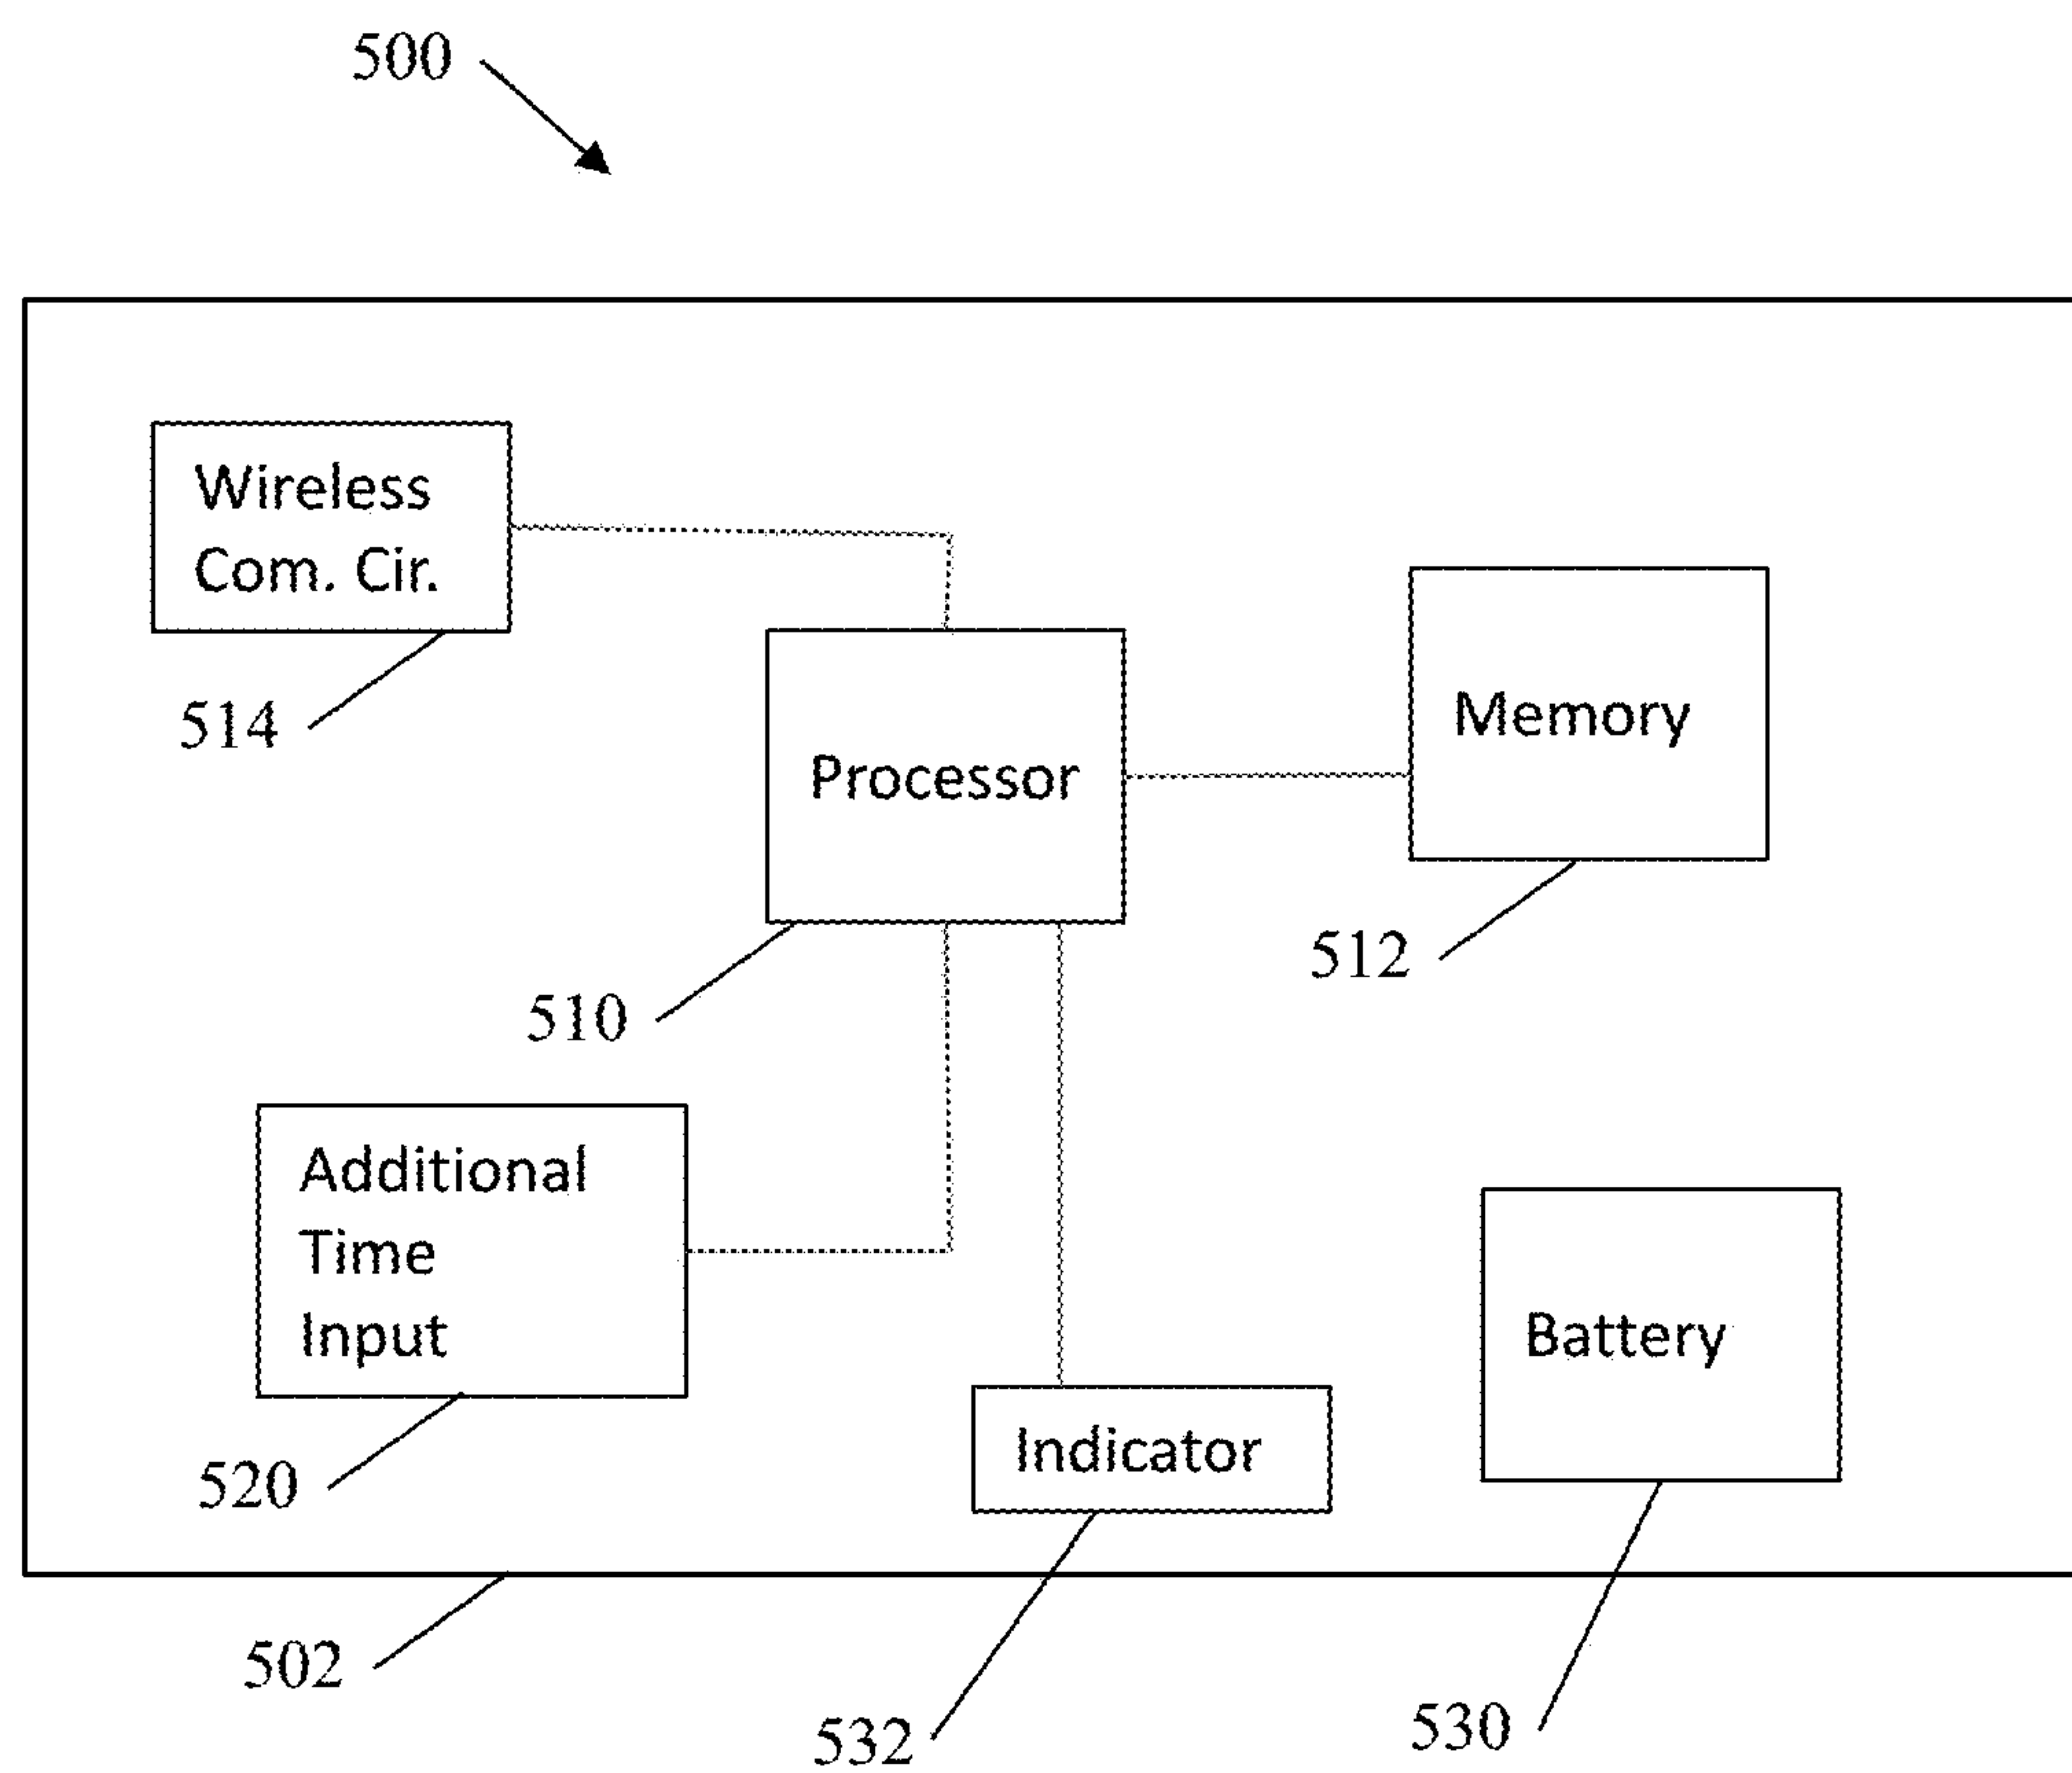 500
Wireless
Com. Cir.
514
Processor
Memory
512
510
Additional
Time
Input
520
Indicator
Battery
502
532
530